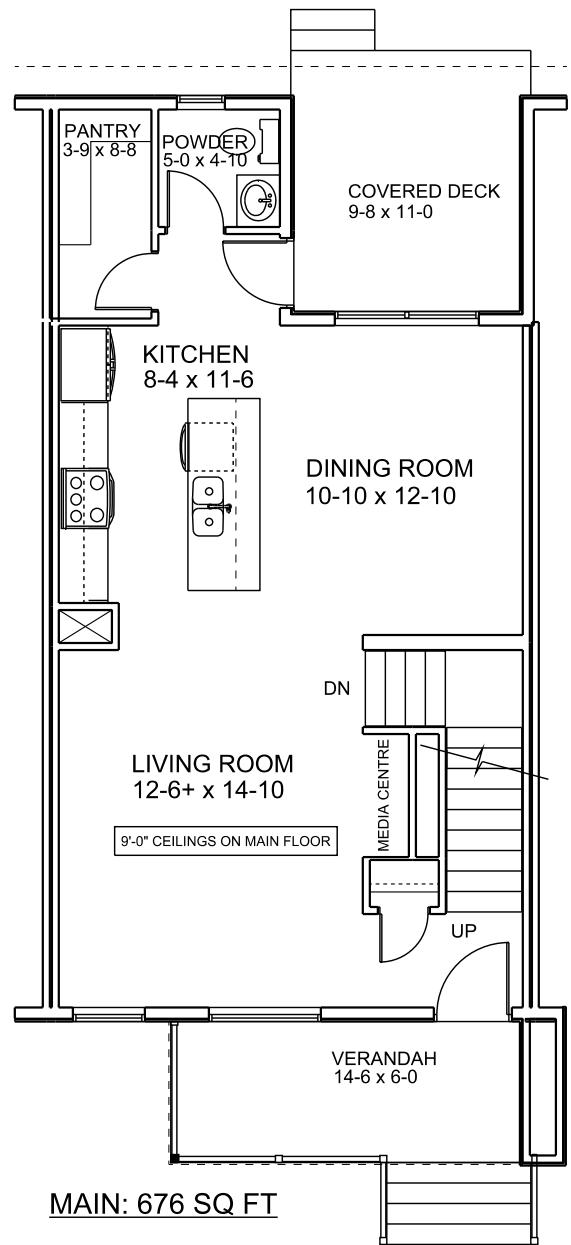 PANTRY
3-9 x 8-8
POWDER
5-0 x 4-10
COVERED DECK
9-8 x 11-0
KITCHEN
8-4 x 11-6
DINING ROOM
10-10 x 12-10
DN
LIVING ROOM
12-6+ x 14-10
MEDIA CENTRE
9'-0" CEILINGS ON MAIN FLOOR
UP
VERANDAH
14-6 x 6-0
MAIN: 676 SQ FT